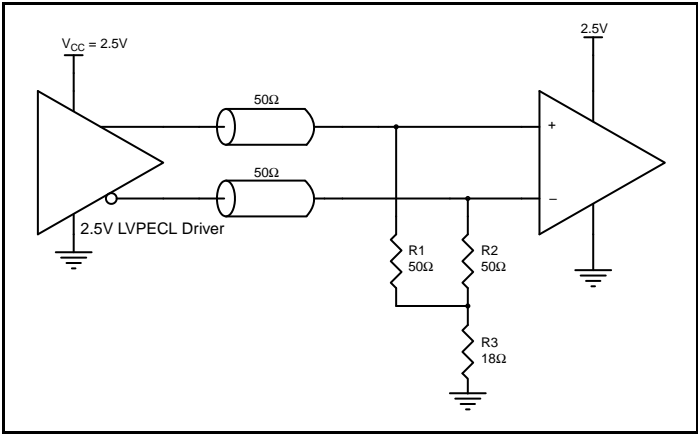 V_CC = 2.5V
2.5V
50Ω
50Ω
+
–
2.5V LVPECL Driver
R1
50Ω
R2
50Ω
R3
18Ω